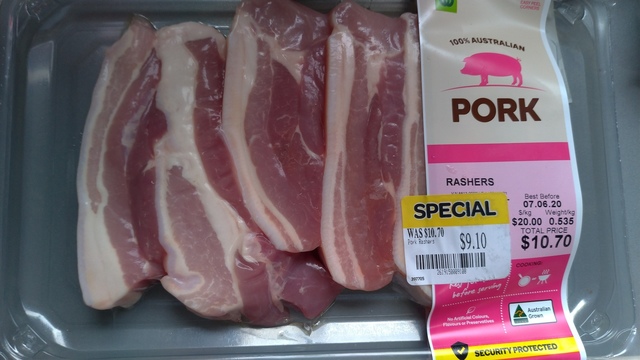 100% AUSTRALIAN
PORK
RASHERS
Best Before
07.06.20
$/kg Weight/kg
$20.00 0.535
TOTAL PRICE
$10.70
SPECIAL
WAS $10.70
Pork Rashers
$9.10
COOKING
before serving
No Artificial Colours,
Flavours or Preservatives
Australian
Grown
SECURITY PROTECTED